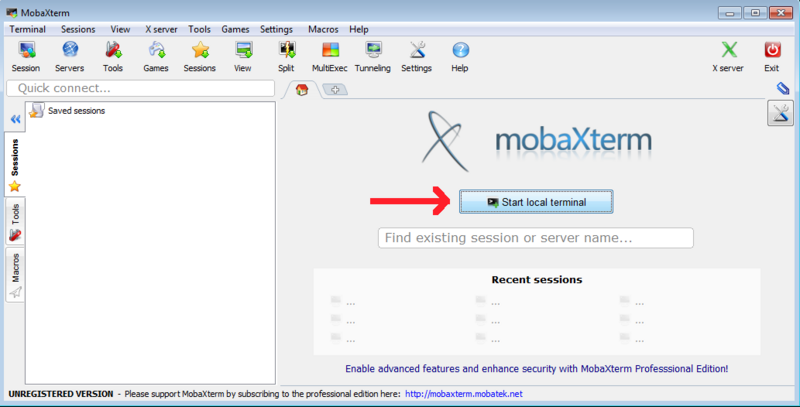 MobaXterm
Terminal Sessions View X server Tools Games Settings Macros Help
Session Servers Tools Games Sessions View Split MultiExec Tunneling Settings Help X server Exit
Quick connect...
Saved sessions
Sessions
Tools
Macros
mobaXterm
Start local terminal
Find existing session or server name...
Recent sessions
... ... ...
... ... ...
... ... ...
Enable advanced features and enhance security with MobaXterm Professsional Edition!
UNREGISTERED VERSION - Please support MobaXterm by subscribing to the professional edition here: http://mobaxterm.mobatek.net